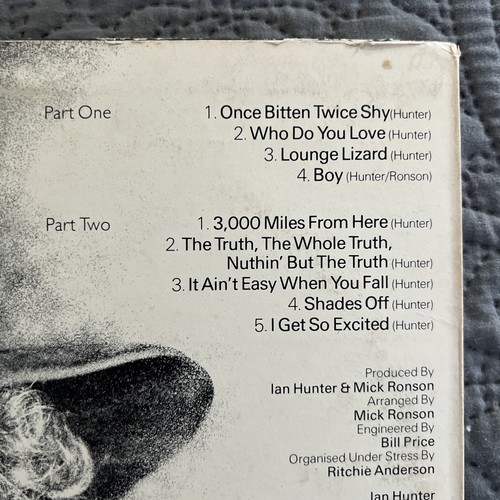 Part One
1. Once Bitten Twice Shy (Hunter)
2. Who Do You Love (Hunter)
3. Lounge Lizard (Hunter)
4. Boy (Hunter/Ronson)
Part Two
1. 3,000 Miles From Here (Hunter)
2. The Truth, The Whole Truth,
Nuthin' But The Truth (Hunter)
3. It Ain't Easy When You Fall (Hunter)
4. Shades Off (Hunter)
5. I Get So Excited (Hunter)
Produced By
Ian Hunter & Mick Ronson
Arranged By
Mick Ronson
Engineered By
Bill Price
Organised Under Stress By
Ritchie Anderson
Ian Hunter